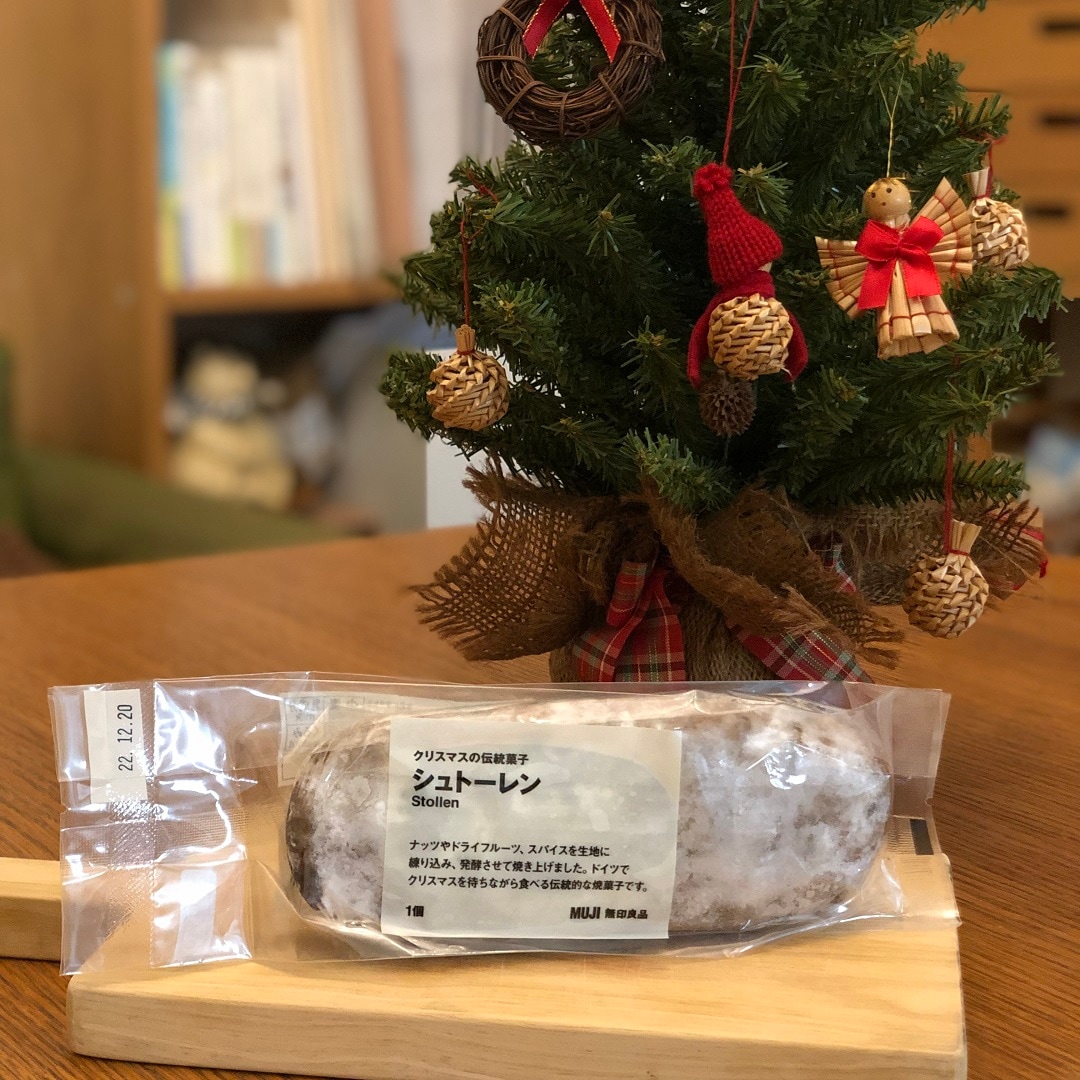 22. 12.20
クリスマスの伝統菓子
シュトーレン
Stollen
ナッツやドライフルーツ、スパイスを生地に
練り込み、発酵させて焼き上げました。ドイツで
クリスマスを待ちながら食べる伝統的な焼菓子です。
1個 MUJI 無印良品